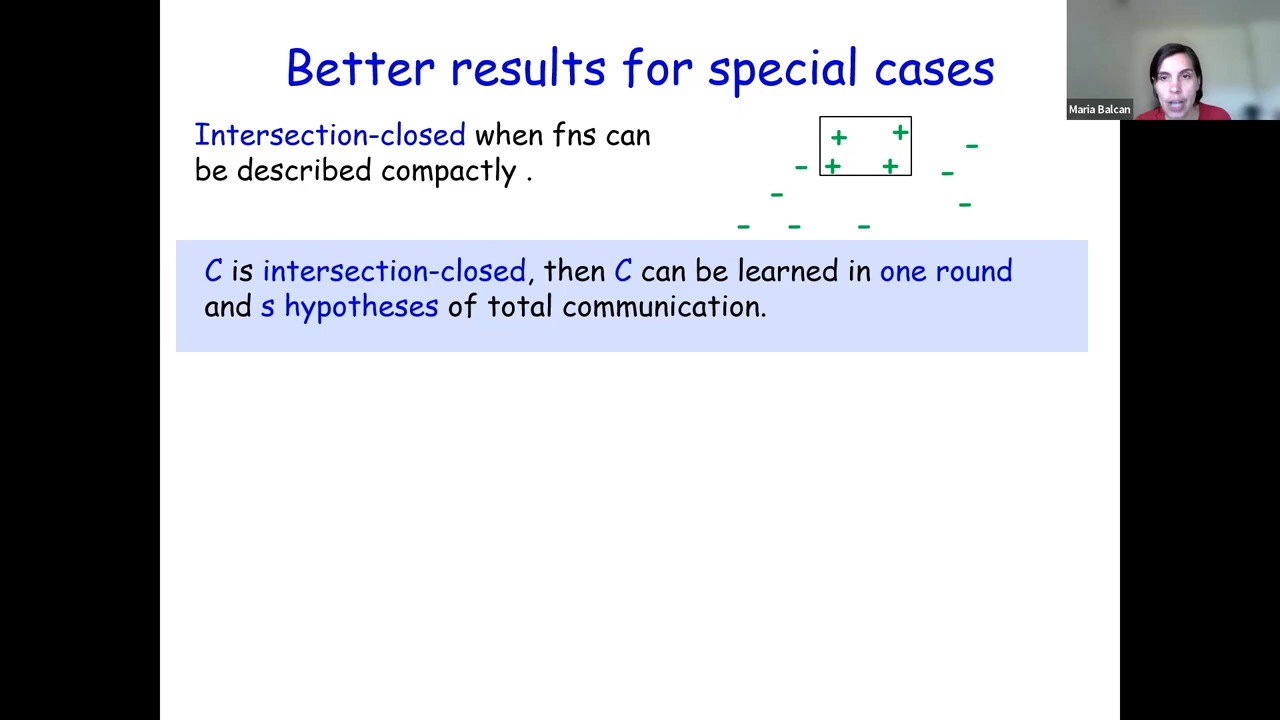 Better results for special cases
Maria Balcan
Intersection-closed when fns can
be described compactly .
+ +
+ +
- - - - - - - -
C is intersection-closed, then C can be learned in one round
and s hypotheses of total communication.